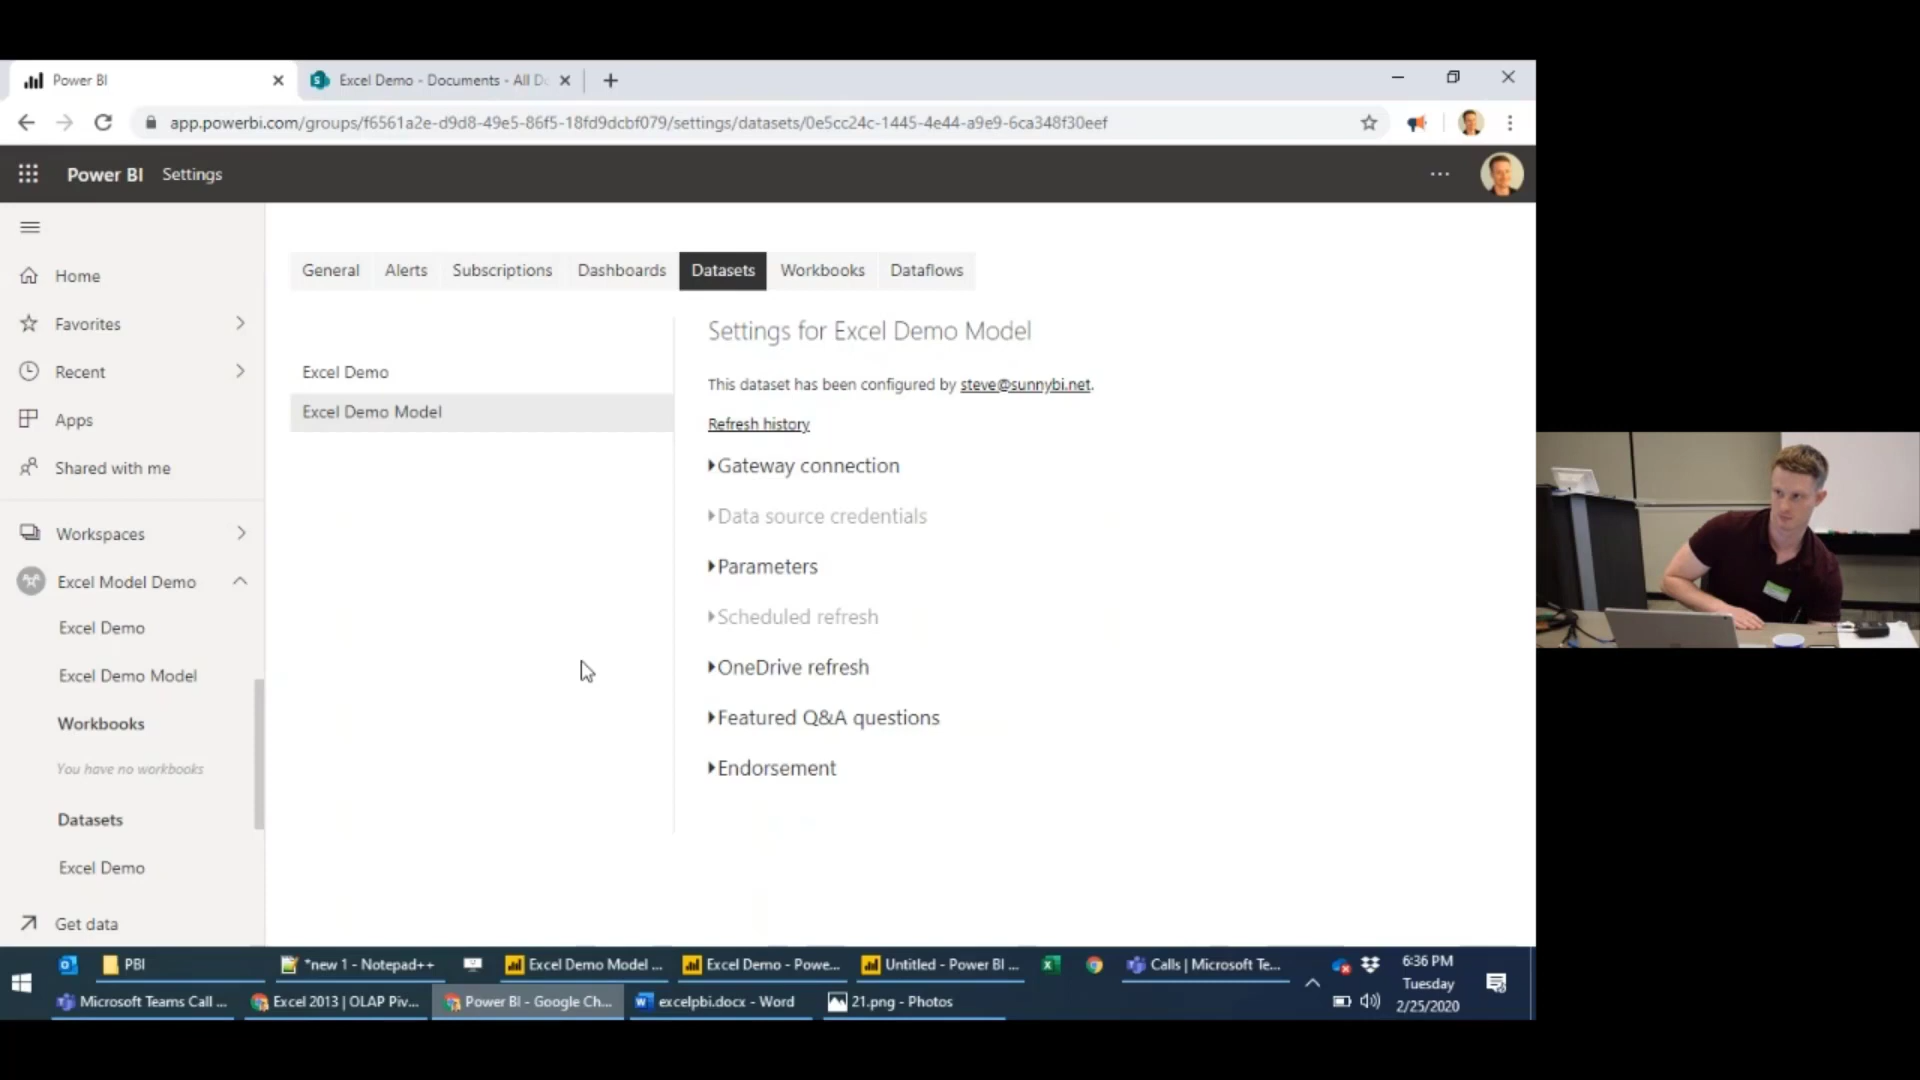 Power BI
Excel Demo - Documents - All Do
app.powerbi.com/groups/f6561a2e-d9d8-49e5-86f5-18fd9dcbf079/settings/datasets/0e5cc24c-1445-4e44-a9e9-6ca348f30eef
Power BI Settings
Home
Favorites
Recent
Apps
Shared with me
Workspaces
Excel Model Demo
Excel Demo
Excel Demo Model
Workbooks
You have no workbooks
Datasets
Excel Demo
Get data
General Alerts Subscriptions Dashboards Datasets Workbooks Dataflows
Excel Demo
Excel Demo Model
Settings for Excel Demo Model
This dataset has been configured by steve@sunnybi.net.
Refresh history
Gateway connection
Data source credentials
Parameters
Scheduled refresh
OneDrive refresh
Featured Q&A questions
Endorsement
PBI
*new 1 - Notepad++
Excel Demo Model ...
Excel Demo - Powe...
Untitled - Power BI ...
Calls | Microsoft Te...
Microsoft Teams Call ...
Excel 2013 | OLAP Piv...
Power BI - Google Ch...
excelpbi.docx - Word
21.png - Photos
6:36 PM
Tuesday
2/25/2020